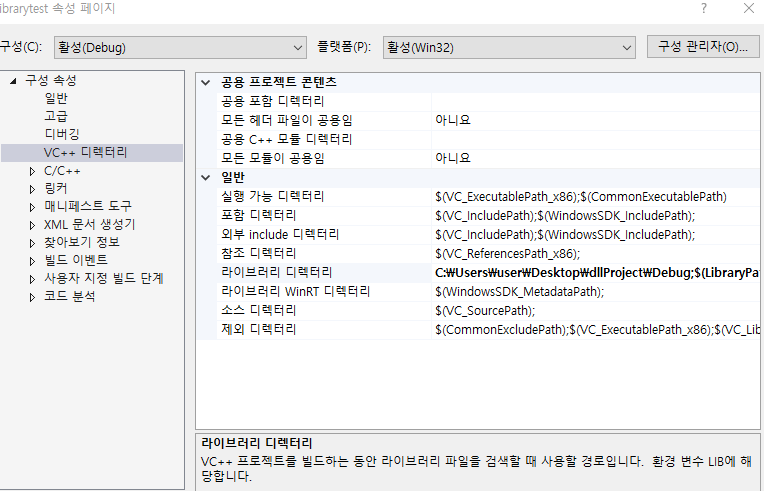 librarytest 속성 페이지
구성(C): 활성(Debug) 플랫폼(P): 활성(Win32) 구성 관리자(O)...
구성 속성
일반
고급
디버깅
VC++ 디렉터리
C/C++
링커
매니페스트 도구
XML 문서 생성기
찾아보기 정보
빌드 이벤트
사용자 지정 빌드 단계
코드 분석
공용 프로젝트 콘텐츠
공용 포함 디렉터리
모든 헤더 파일이 공용임 아니요
공용 C++ 모듈 디렉터리
모든 모듈이 공용임 아니요
일반
실행 가능 디렉터리 $(VC_ExecutablePath_x86);$(CommonExecutablePath)
포함 디렉터리 $(VC_IncludePath);$(WindowsSDK_IncludePath);
외부 include 디렉터리 $(VC_IncludePath);$(WindowsSDK_IncludePath);
참조 디렉터리 $(VC_ReferencesPath_x86);
라이브러리 디렉터리 C:₩Users₩user₩Desktop₩dllProject₩Debug;$(LibraryPa
라이브러리 WinRT 디렉터리 $(WindowsSDK_MetadataPath);
소스 디렉터리 $(VC_SourcePath);
제외 디렉터리 $(CommonExcludePath);$(VC_ExecutablePath_x86);$(VC_Lib
라이브러리 디렉터리
VC++ 프로젝트를 빌드하는 동안 라이브러리 파일을 검색할 때 사용할 경로입니다. 환경 변수 LIB에 해
당합니다.